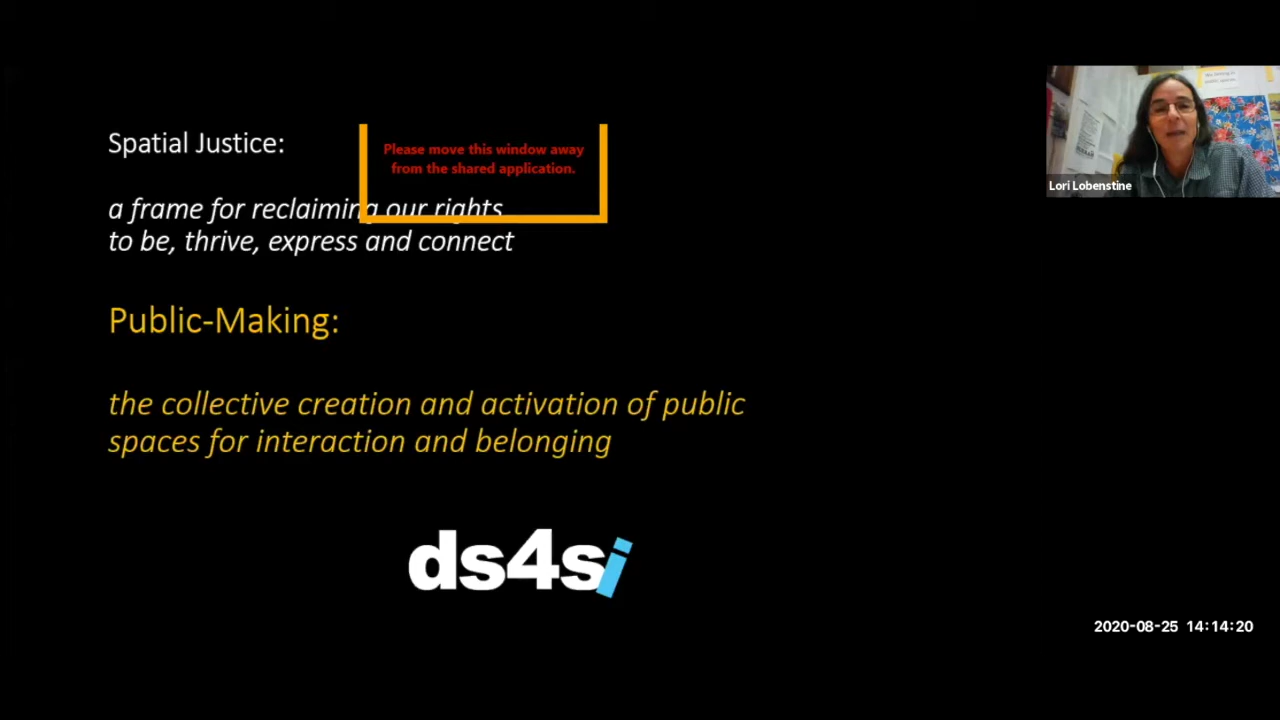 Spatial Justice:
Please move this window away
from the shared application.
a frame for reclaiming our rights
to be, thrive, express and connect
Public-Making:
the collective creation and activation of public
spaces for interaction and belonging
ds4si
Lori Lobenstine
2020-08-25 14:14:20